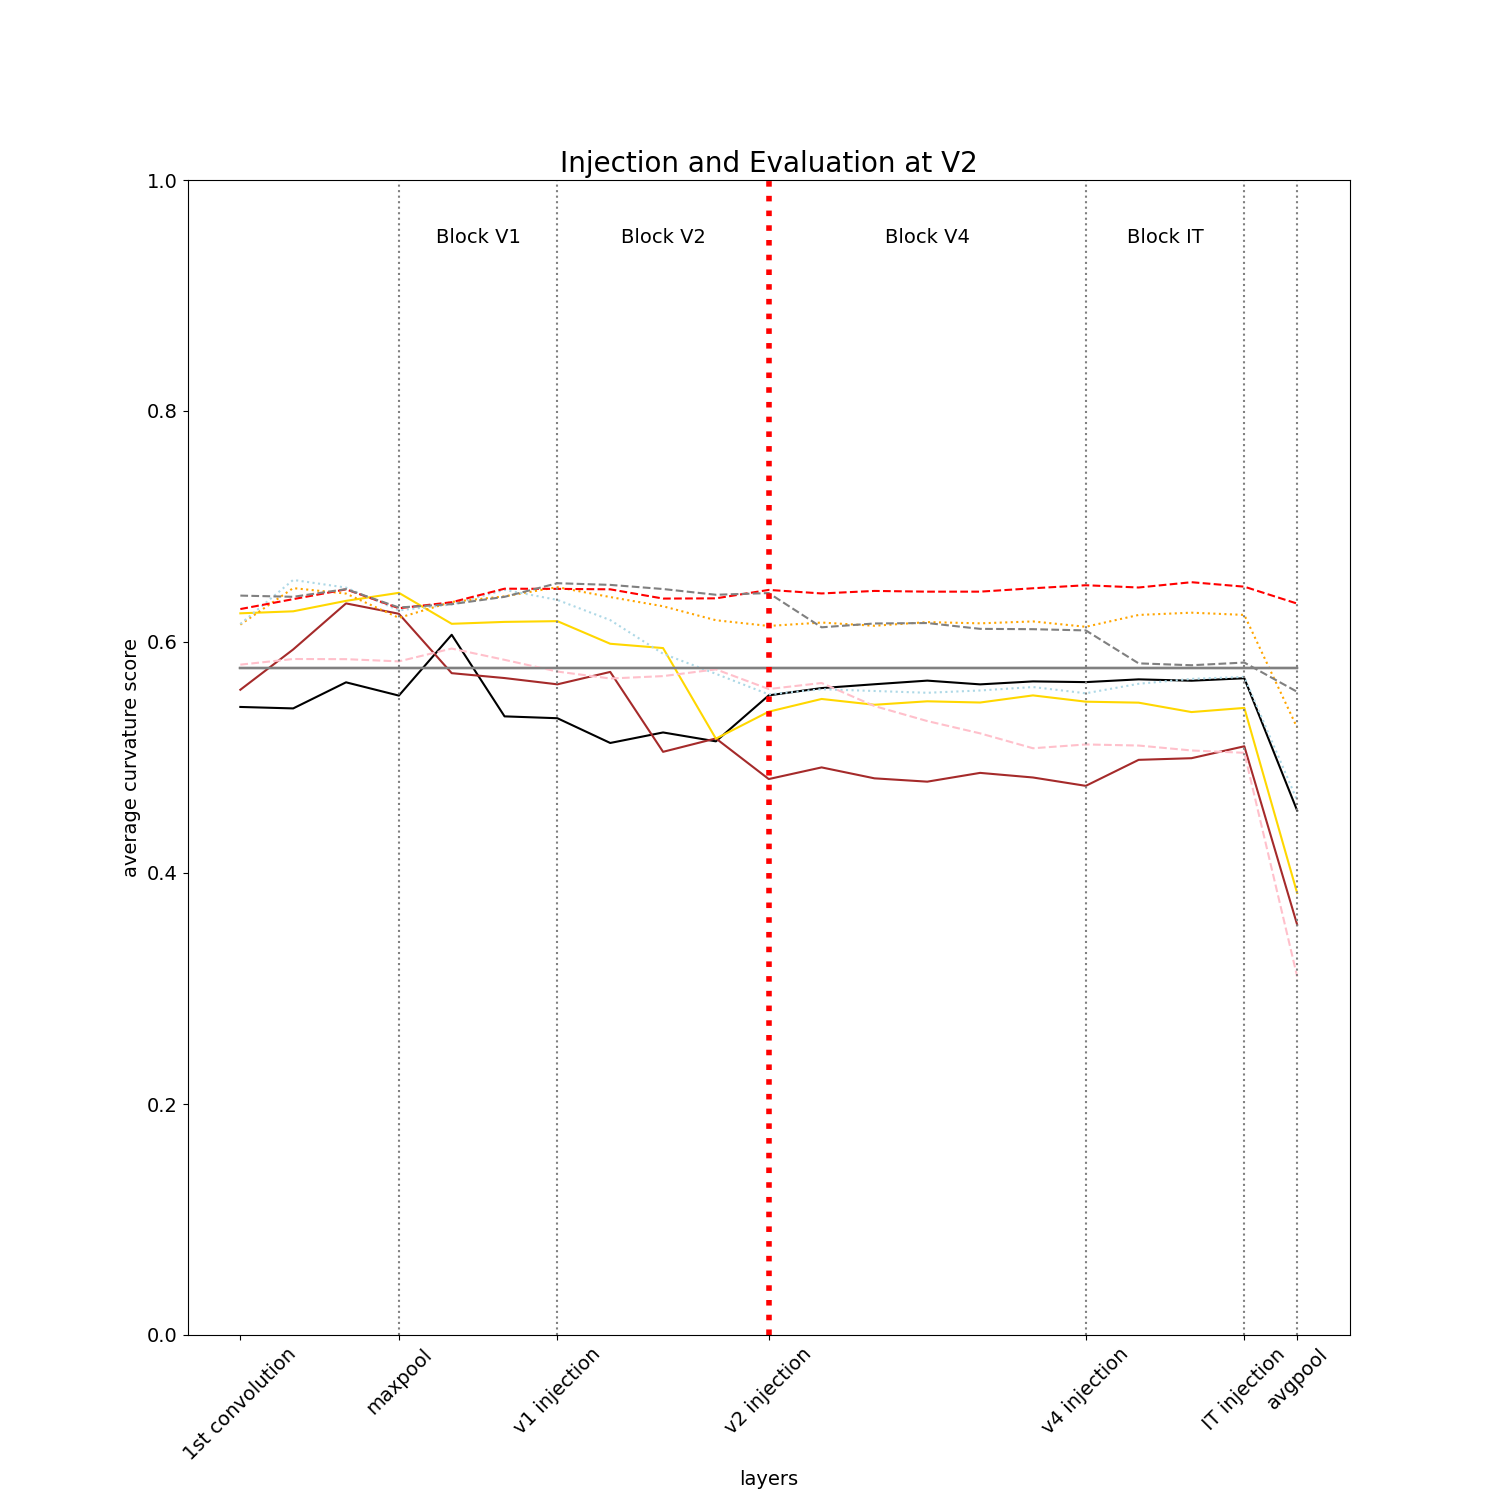 Injection and Evaluation at V2
1.0
Block V1
Block V2
Block V4
Block IT
0.8
0.6
average curvature score
0.4
0.2
0.0
1st convolution
maxpool
v1 injection
v2 injection
v4 injection
IT injection
avgpool
layers